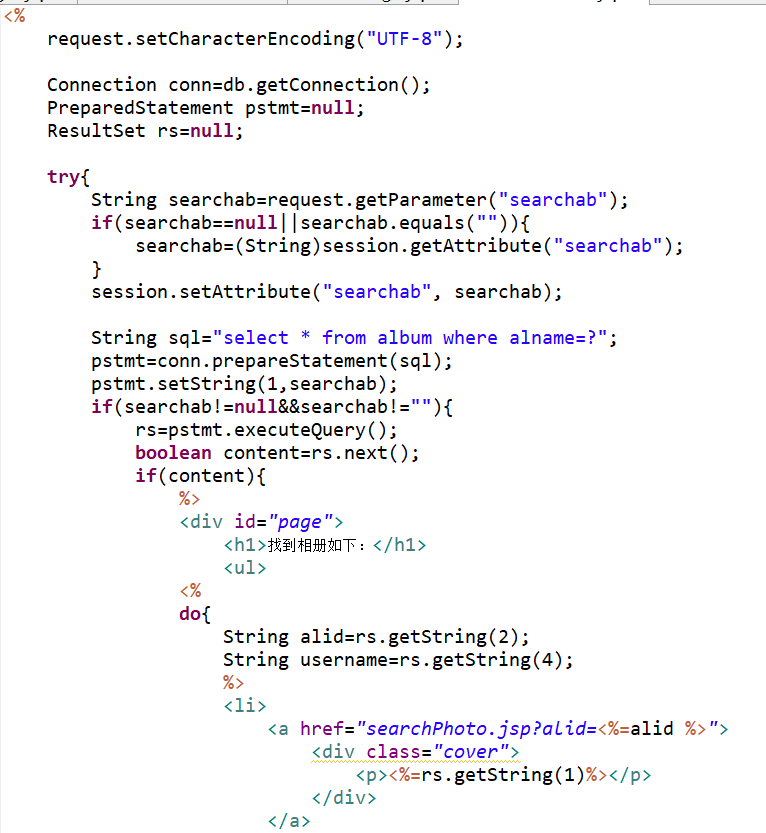 <%
request.setCharacterEncoding("UTF-8");
Connection conn=db.getConnection();
PreparedStatement pstmt=null;
ResultSet rs=null;
try{
String searchab=request.getParameter("searchab");
if(searchab==null||searchab.equals("")){
searchab=(String)session.getAttribute("searchab");
}
session.setAttribute("searchab", searchab);
String sql="select * from album where alname=?";
pstmt=conn.prepareStatement(sql);
pstmt.setString(1,searchab);
if(searchab!=null&&searchab!=""){
rs=pstmt.executeQuery();
boolean content=rs.next();
if(content){
%>
<div id="page">
<h1>找到相册如下：</h1>
<ul>
<%
do{
String alid=rs.getString(2);
String username=rs.getString(4);
%>
<li>
<a href="searchPhoto.jsp?alid=<%=alid %>">
<div class="cover">
<p><%=rs.getString(1)%></p>
</div>
</a>